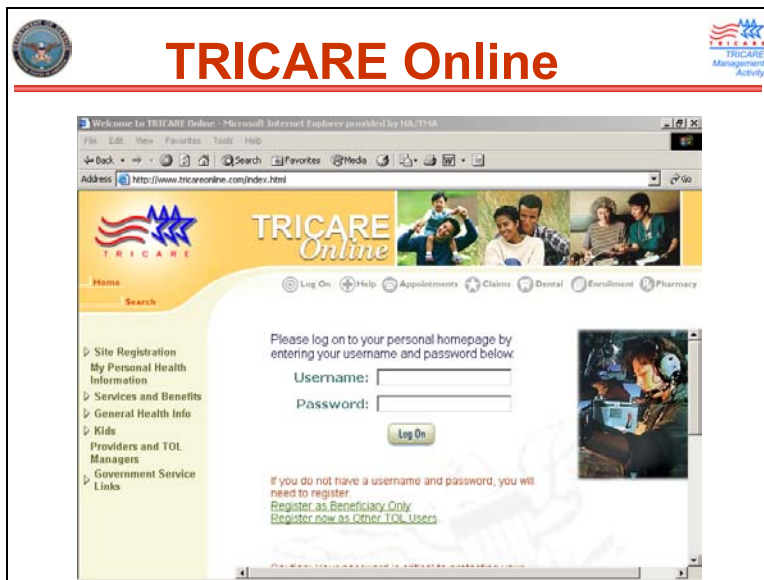 TRICARE Online
TRICARE
TRICARE
Management
Activity
Welcome to TRICARE Online - Microsoft Internet Explorer provided by HA/TMA
File Edit View Favorites Tools Help
Back Search Favorites Media
Address http://www.tricareonline.com/index.html Go
TRICARE
TRICARE
Online
Home
Search
Log On Help Appointments Claims Dental Enrollment Pharmacy
Please log on to your personal homepage by
entering your username and password below.
Username:
Password:
Log On
Site Registration
My Personal Health
Information
Services and Benefits
General Health Info
Kids
Providers and TOL
Managers
Government Service
Links
If you do not have a username and password, you will
need to register.
Register as Beneficiary Only
Register now as Other TOL Users